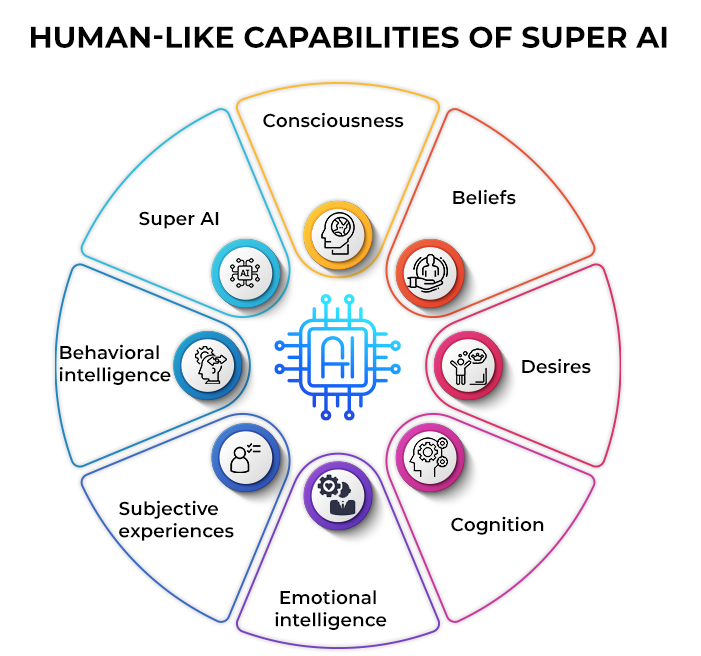 HUMAN-LIKE CAPABILITIES OF SUPER AI
Consciousness
Beliefs
Desires
Cognition
Emotional
intelligence
Subjective
experiences
Behavioral
intelligence
Super AI
AI
AI